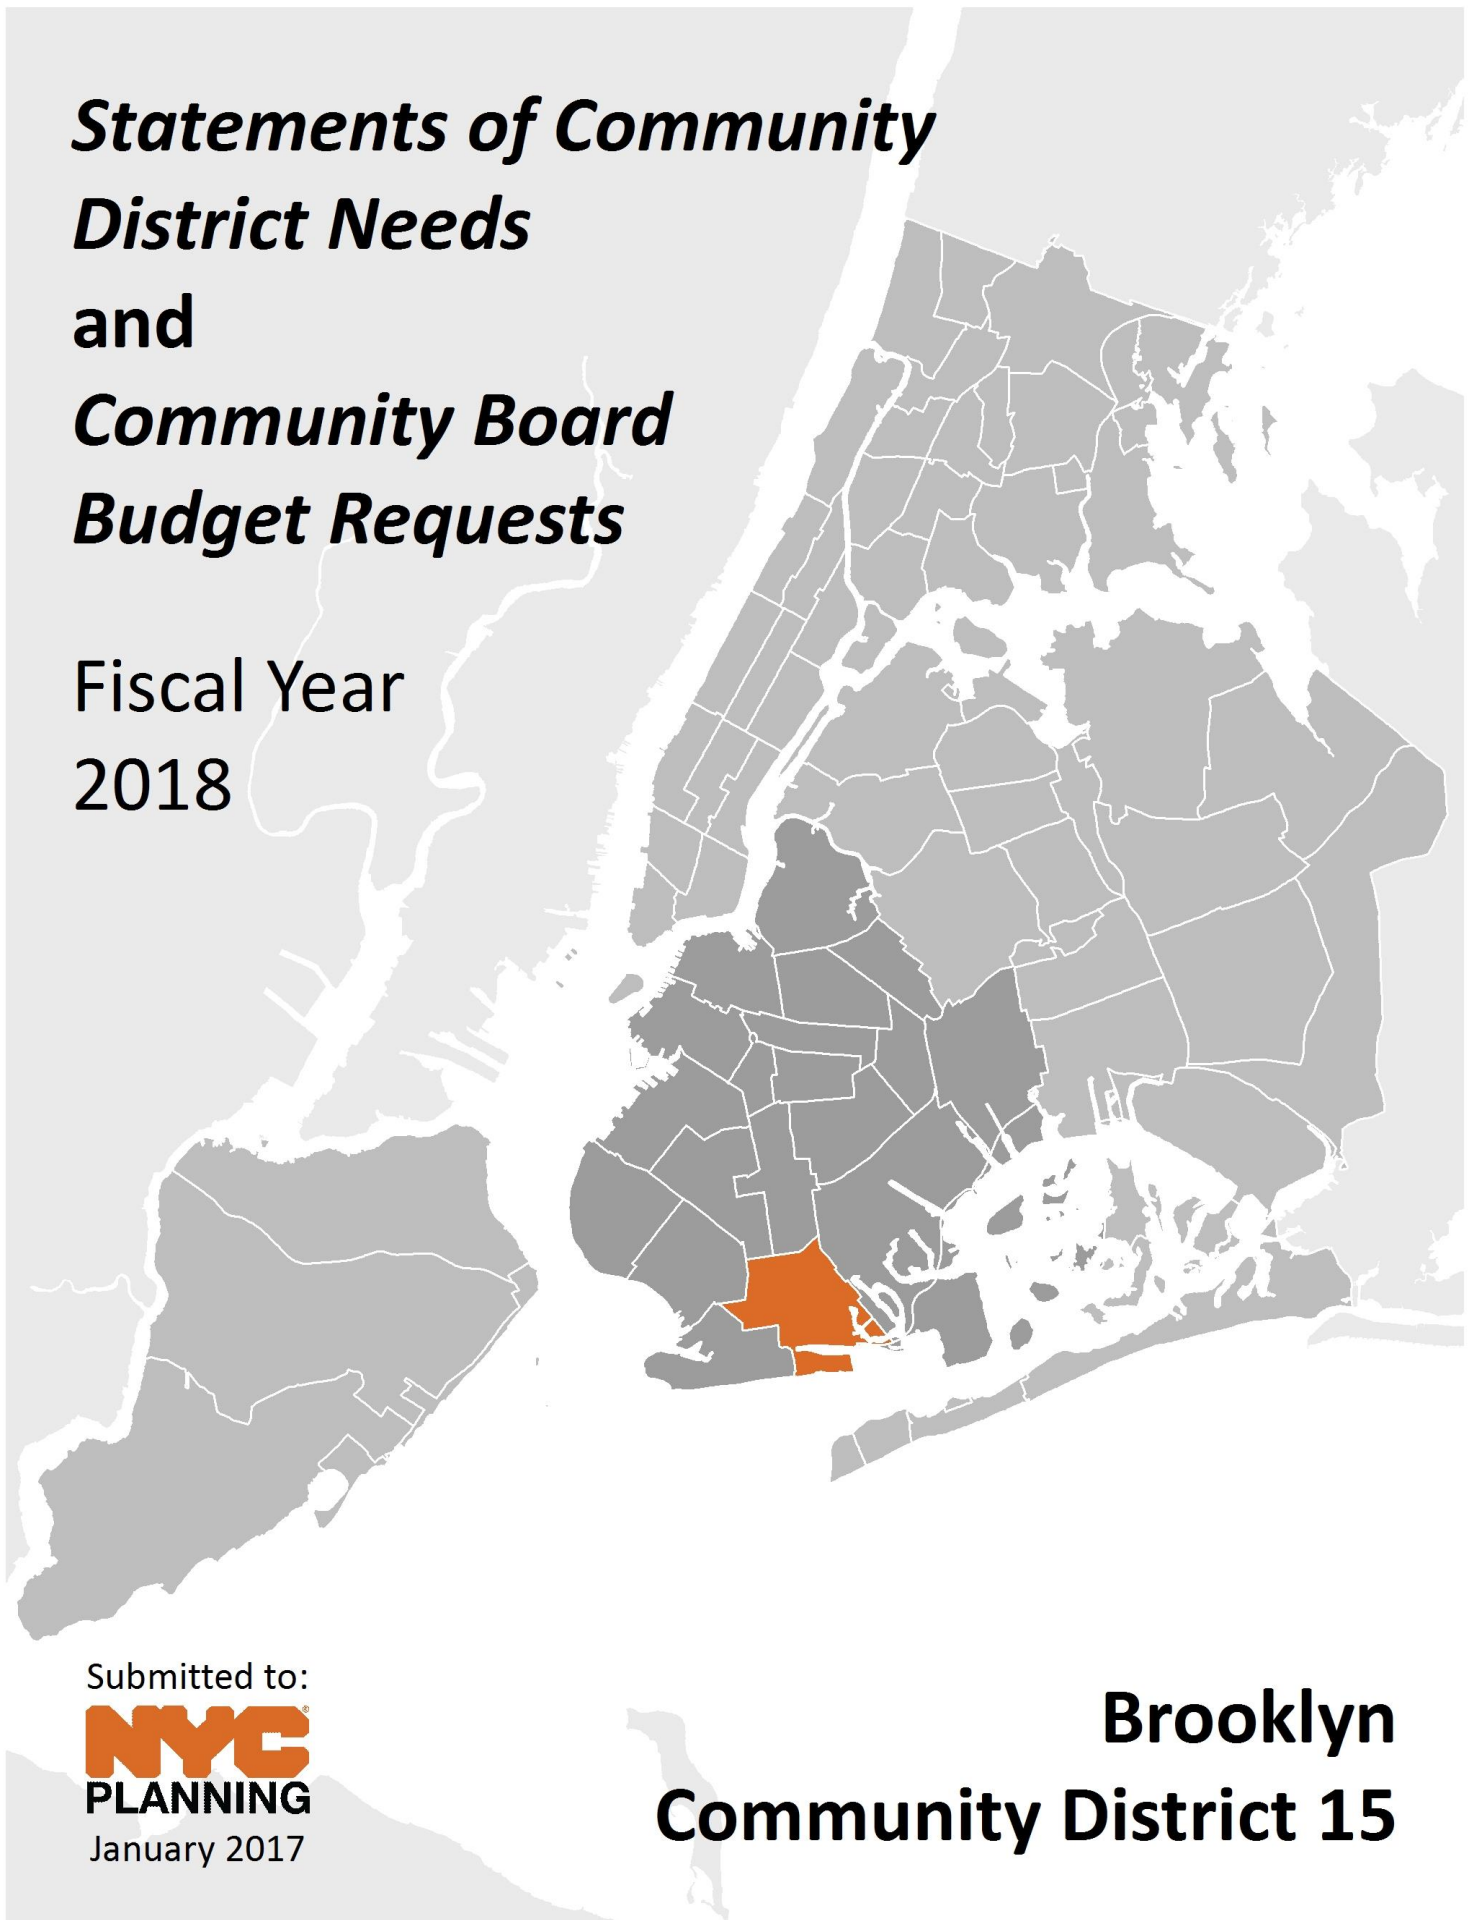 Statements of Community
District Needs
and
Community Board
Budget Requests
Fiscal Year
2018
Submitted to:
NYC®
PLANNING
January 2017
Brooklyn
Community District 15